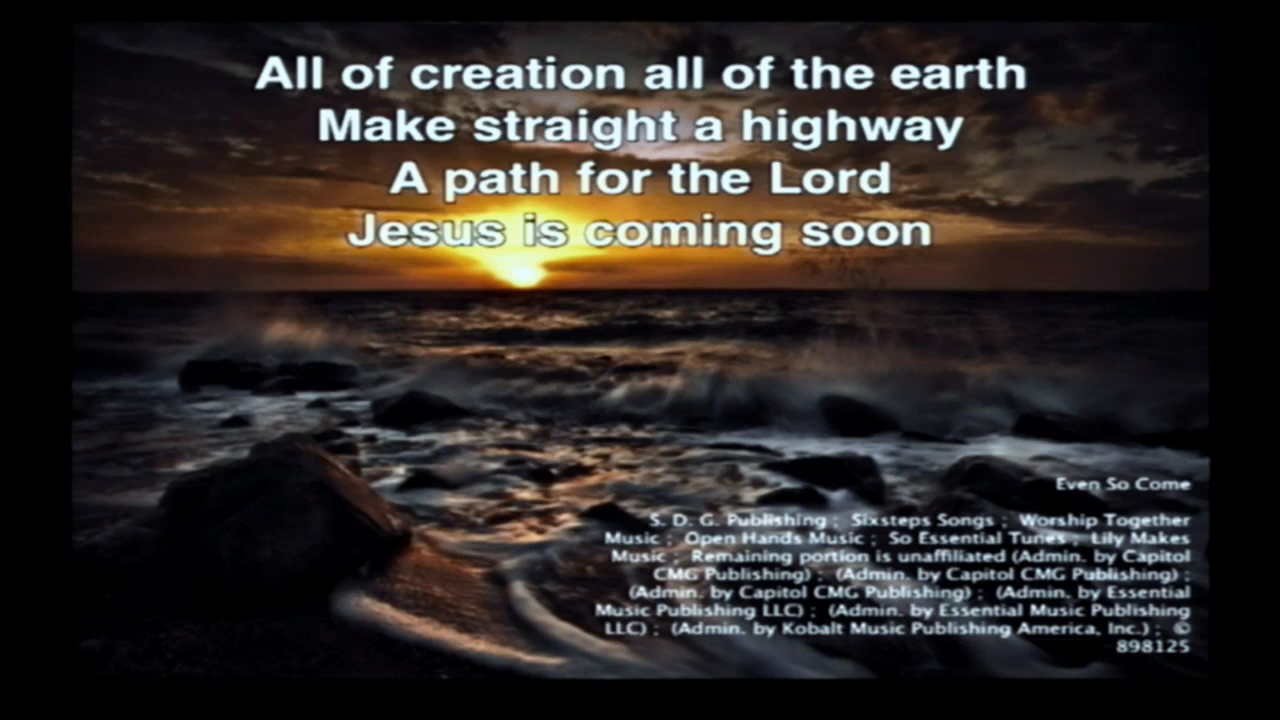 All of creation all of the earth
Make straight a highway
A path for the Lord
Jesus is coming soon
Even So Come
S. D. G. Publishing ; Sixsteps Songs ; Worship Together
Music ; Open Hands Music ; So Essential Tunes ; Lily Makes
Music ; Remaining portion is unaffiliated (Admin. by Capitol
CMG Publishing) ; (Admin. by Capitol CMG Publishing) ;
(Admin. by Capitol CMG Publishing) ; (Admin. by Essential
Music Publishing LLC) ; (Admin. by Essential Music Publishing
LLC) ; (Admin. by Kobalt Music Publishing America, Inc.) ; ©
898125